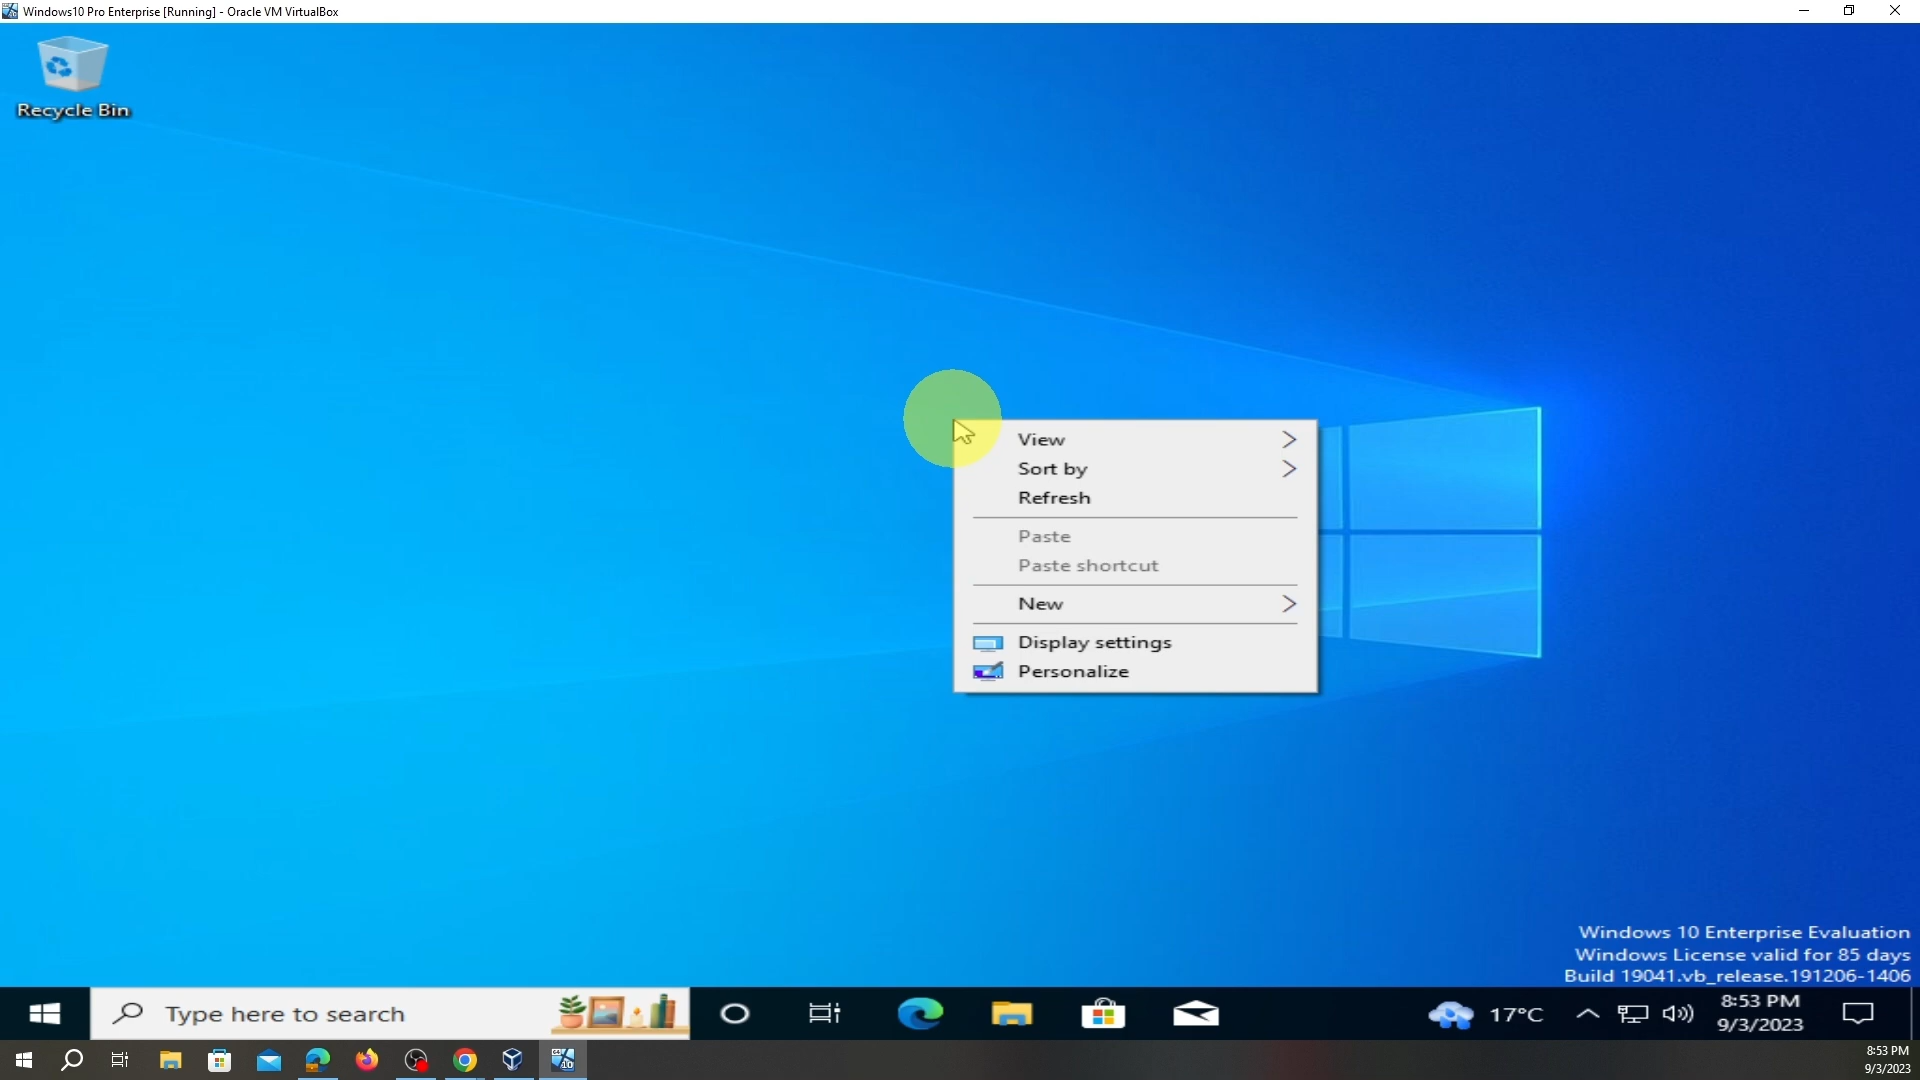 Windows10 Pro Enterprise [Running] - Oracle VM VirtualBox
Recycle Bin
View
Sort by
Refresh
Paste
Paste shortcut
New
Display settings
Personalize
Windows 10 Enterprise Evaluation
Windows License valid for 85 days
Build 19041.vb_release.191206-1406
Type here to search
17°C
8:53 PM
9/3/2023
8:53 PM
9/3/2023